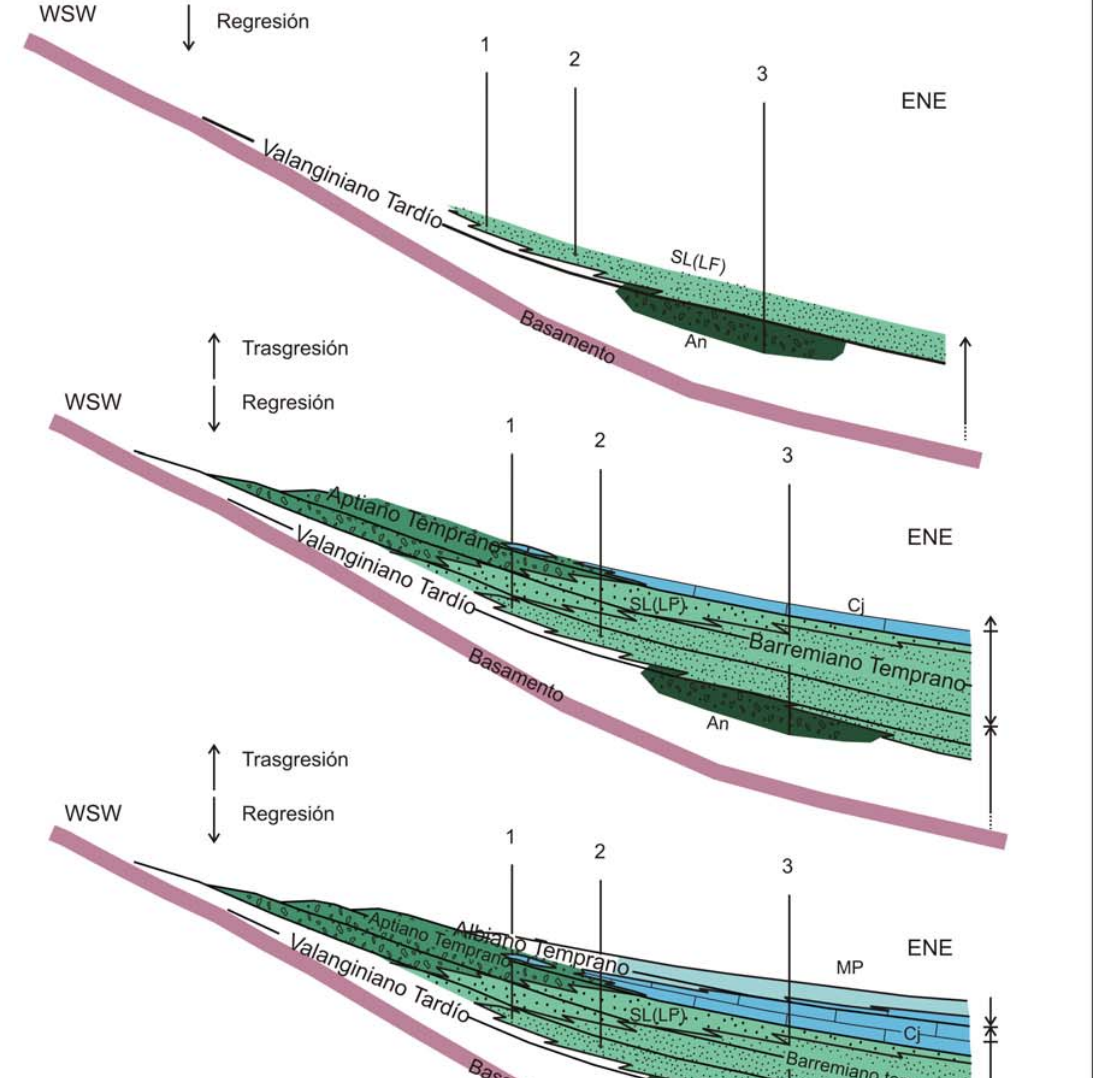 WSW
Regresión
1
2
3
ENE
Valanginiano Tardío
SL(LF)
An
Basamento
Trasgresión
Regresión
WSW
1
2
3
ENE
Aptiano Temprano
Valanginiano Tardío
SL(LP)
Cj
Barremiano Temprano
An
Basamento
Trasgresión
Regresión
WSW
1
2
3
ENE
Aptiano Temprano
Albiano Temprano
MP
Valanginiano Tardío
SL(LP)
Cj
Barremiano